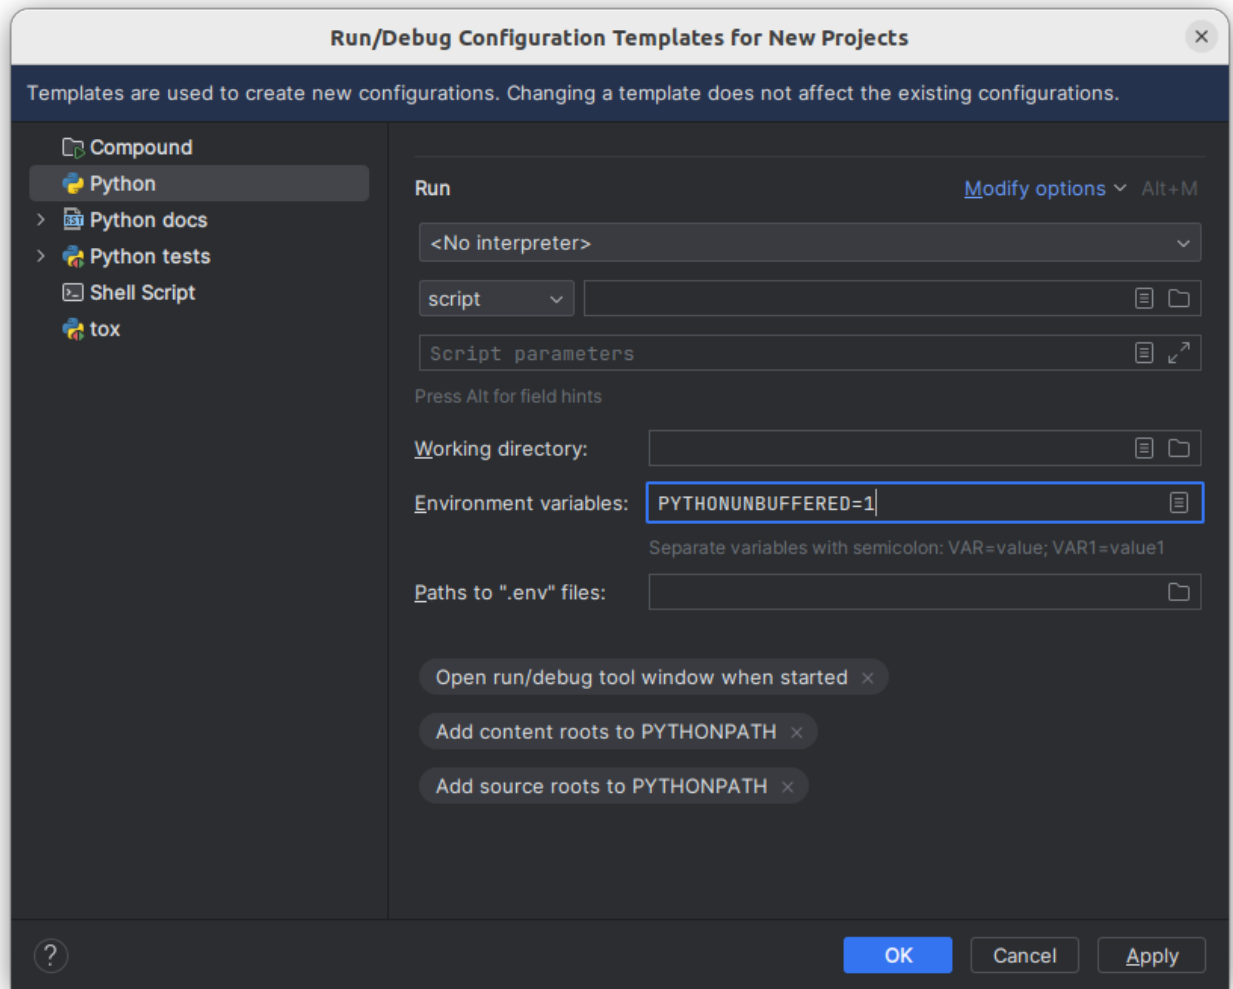 Run/Debug Configuration Templates for New Projects
Templates are used to create new configurations. Changing a template does not affect the existing configurations.
Compound
Python
RST Python docs
Python tests
Shell Script
tox
Run
Modify options Alt+M
<No interpreter>
script
Script parameters
Press Alt for field hints
Working directory:
Environment variables: PYTHONUNBUFFERED=1
Separate variables with semicolon: VAR=value; VAR1=value1
Paths to ".env" files:
Open run/debug tool window when started ×
Add content roots to PYTHONPATH ×
Add source roots to PYTHONPATH ×
? OK Cancel Apply